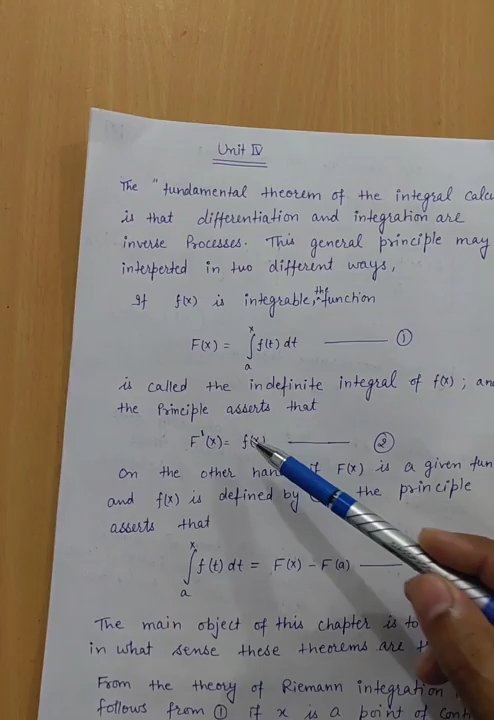 Unit IV
The "fundamental theorem of the integral
is that differentiation and integration are
inverse Processes. This general principle may
interpreted in two different ways,
If f(x) is integrable, the function
F(x) = ∫ₐˣ f(t) dt ——— ①
is called the indefinite integral of f(x) ; and
the Principle asserts that
F'(x) = f(x) ——— ②
On the other hand if F(x) is a given
and f(x) is defined by the principle
asserts that
∫ₐˣ f(t) dt = F(x) - F(a) ———
The main object of this chapter is to
in what sense these theorems are
From the theory of Riemann integration
follows from ① if x is a point of